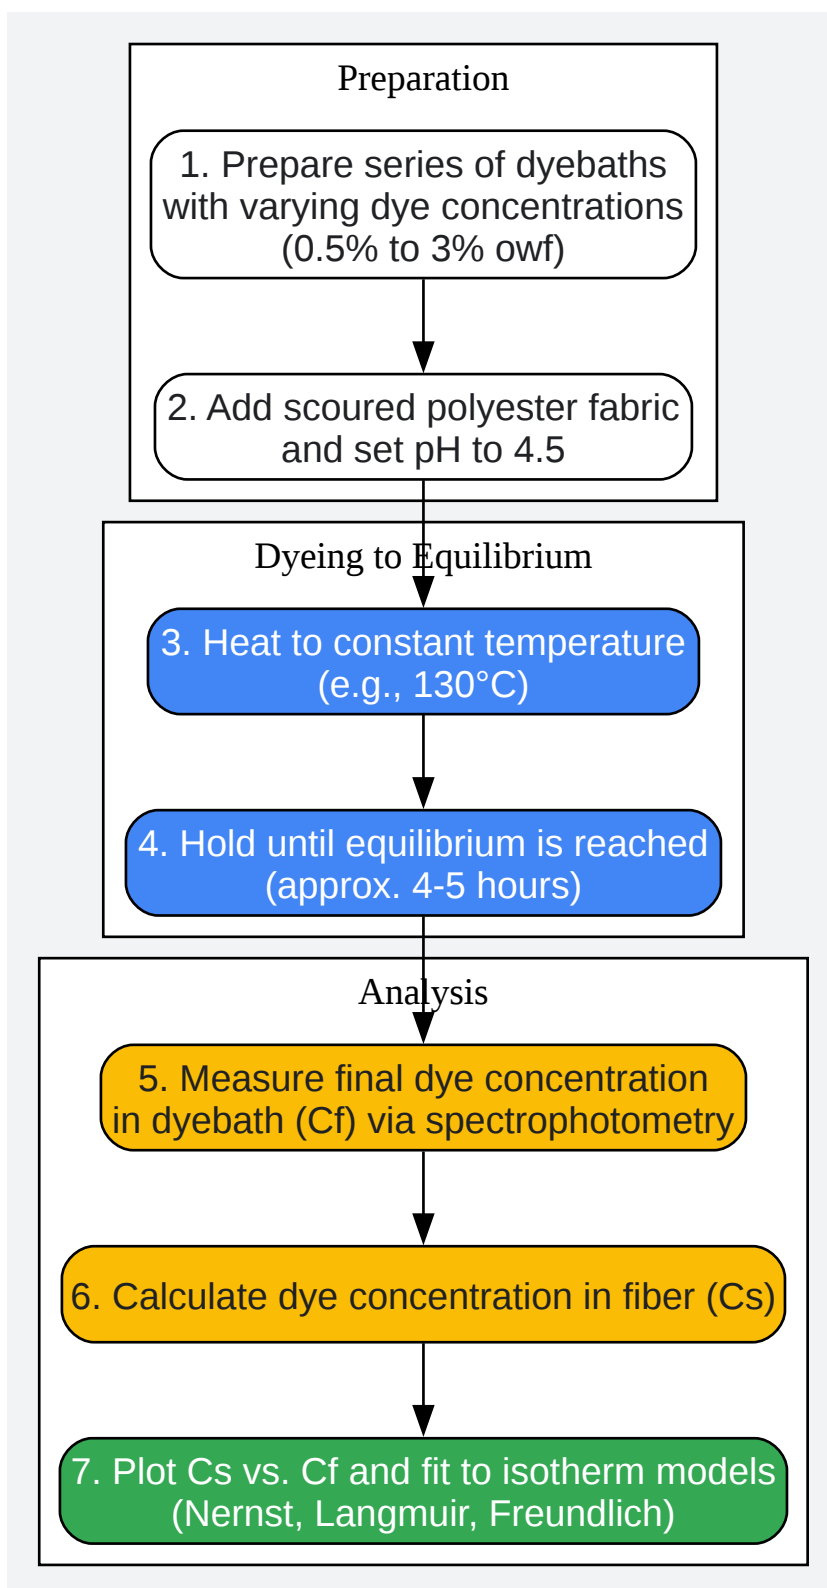 Preparation
1. Prepare series of dyebaths
with varying dye concentrations
(0.5% to 3% owf)
2. Add scoured polyester fabric
and set pH to 4.5
Dyeing to Equilibrium
3. Heat to constant temperature
(e.g., 130°C)
4. Hold until equilibrium is reached
(approx. 4-5 hours)
Analysis
5. Measure final dye concentration
in dyebath (Cf) via spectrophotometry
6. Calculate dye concentration in fiber (Cs)
7. Plot Cs vs. Cf and fit to isotherm models
(Nernst, Langmuir, Freundlich)